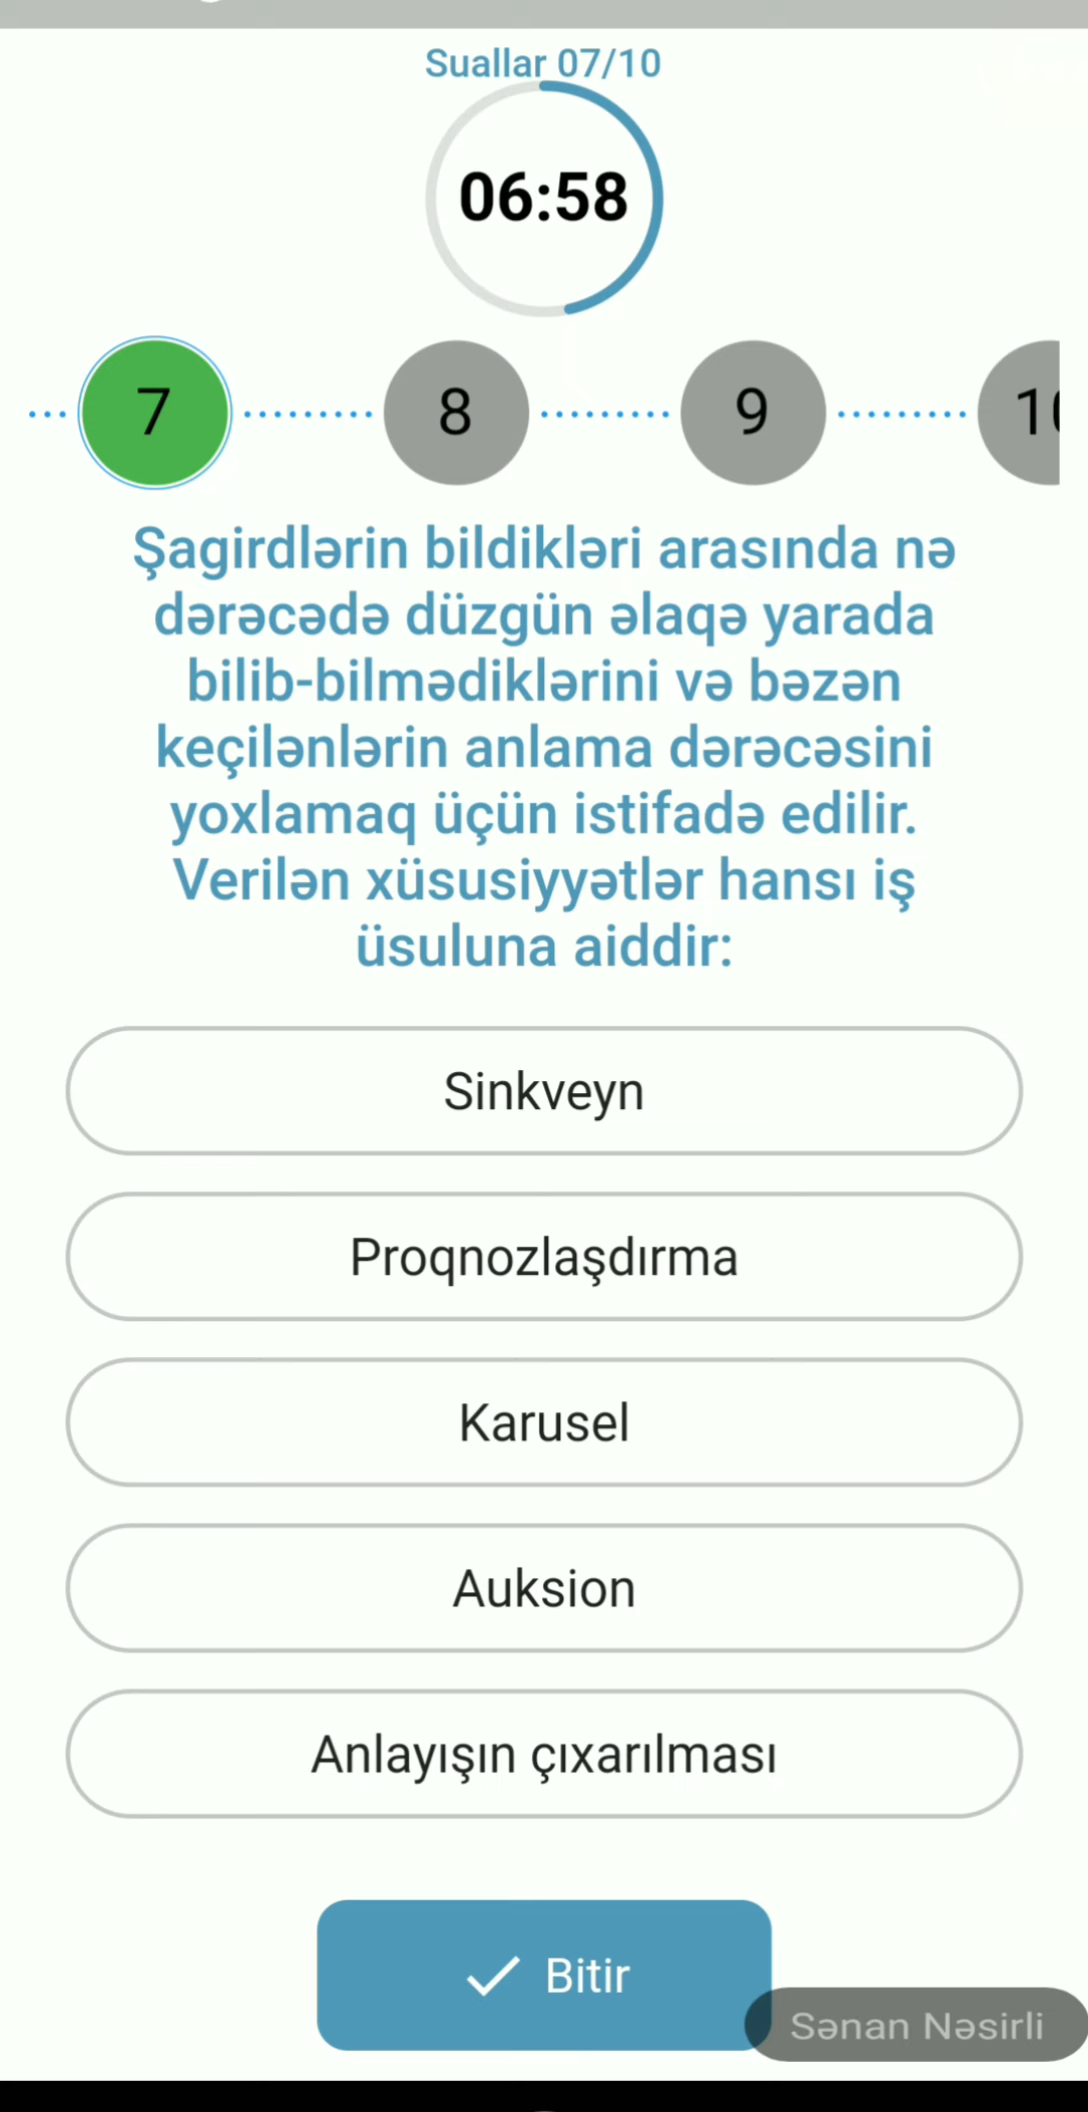 Suallar 07/10
06:58
7
8
9
10
Şagirdlərin bildikləri arasında nə
dərəcədə düzgün əlaqə yarada
bilib-bilmədiklərini və bəzən
keçilənlərin anlama dərəcəsini
yoxlamaq üçün istifadə edilir.
Verilən xüsusiyyətlər hansı iş
üsuluna aiddir:
Sinkveyn
Proqnozlaşdırma
Karusel
Auksion
Anlayışın çıxarılması
Bitir
Sənan Nəsirli